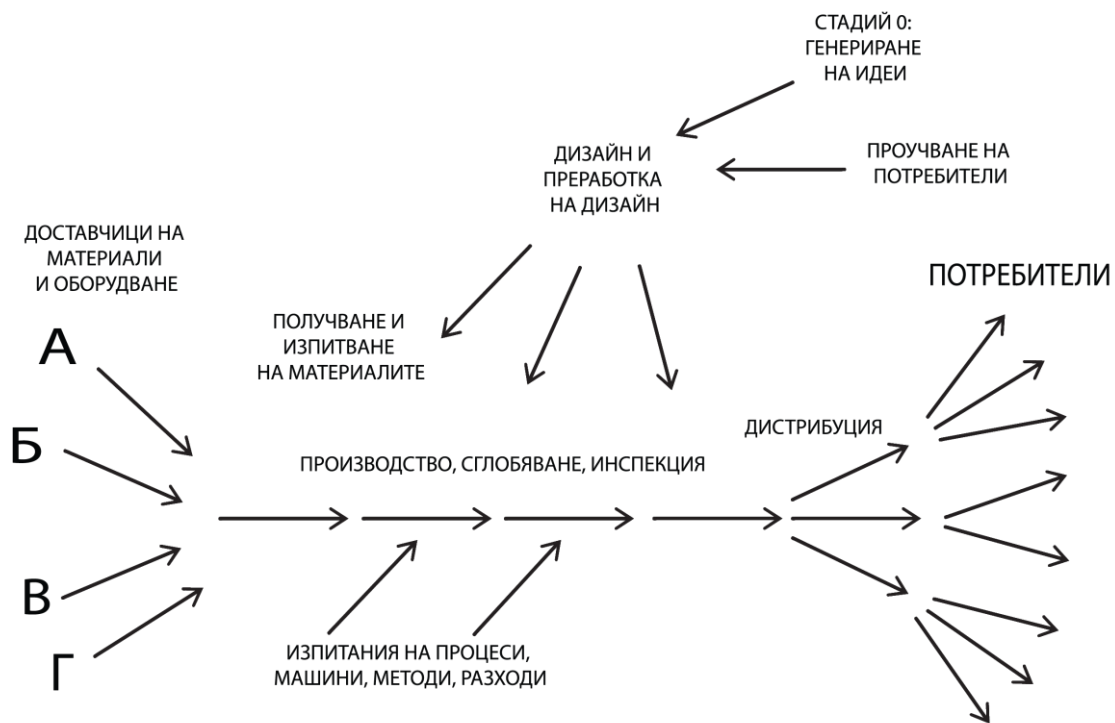 СТАДИЙ 0:
ГЕНЕРИРАНЕ
НА ИДЕИ
ДИЗАЙН И
ПРЕРАБОТКА
НА ДИЗАЙН
ПРОУЧВАНЕ НА
ПОТРЕБИТЕЛИ
ДОСТАВЧИЦИ НА
МАТЕРИАЛИ
И ОБОРУДВАНЕ
ПОТРЕБИТЕЛИ
ПОЛУЧВАНЕ И
ИЗПИТВАНЕ
НА МАТЕРИАЛИТЕ
А
Б
В
Г
ДИСТРИБУЦИЯ
ПРОИЗВОДСТВО, СГЛОБЯВАНЕ, ИНСПЕКЦИЯ
ИЗПИТАНИЯ НА ПРОЦЕСИ,
МАШИНИ, МЕТОДИ, РАЗХОДИ